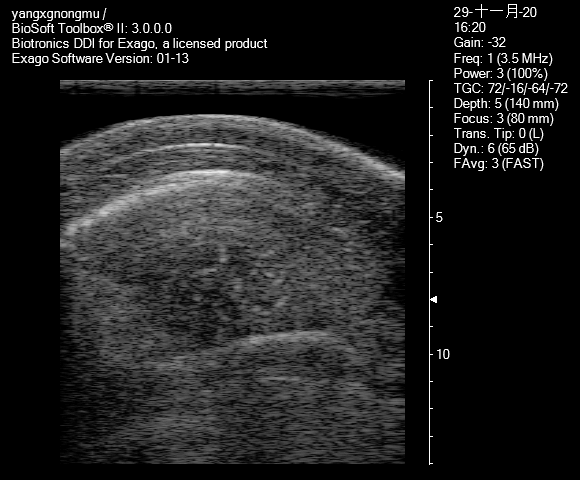 yangxgnongmu /
BioSoft Toolbox® II: 3.0.0.0
Biotronics DDI for Exago, a licensed product
Exago Software Version: 01-13
29-十一月-20
16:20
Gain: -32
Freq: 1 (3.5 MHz)
Power: 3 (100%)
TGC: 72/-16/-64/-72
Depth: 5 (140 mm)
Focus: 3 (80 mm)
Trans. Tip: 0 (L)
Dyn.: 6 (65 dB)
FAvg: 3 (FAST)
5
10